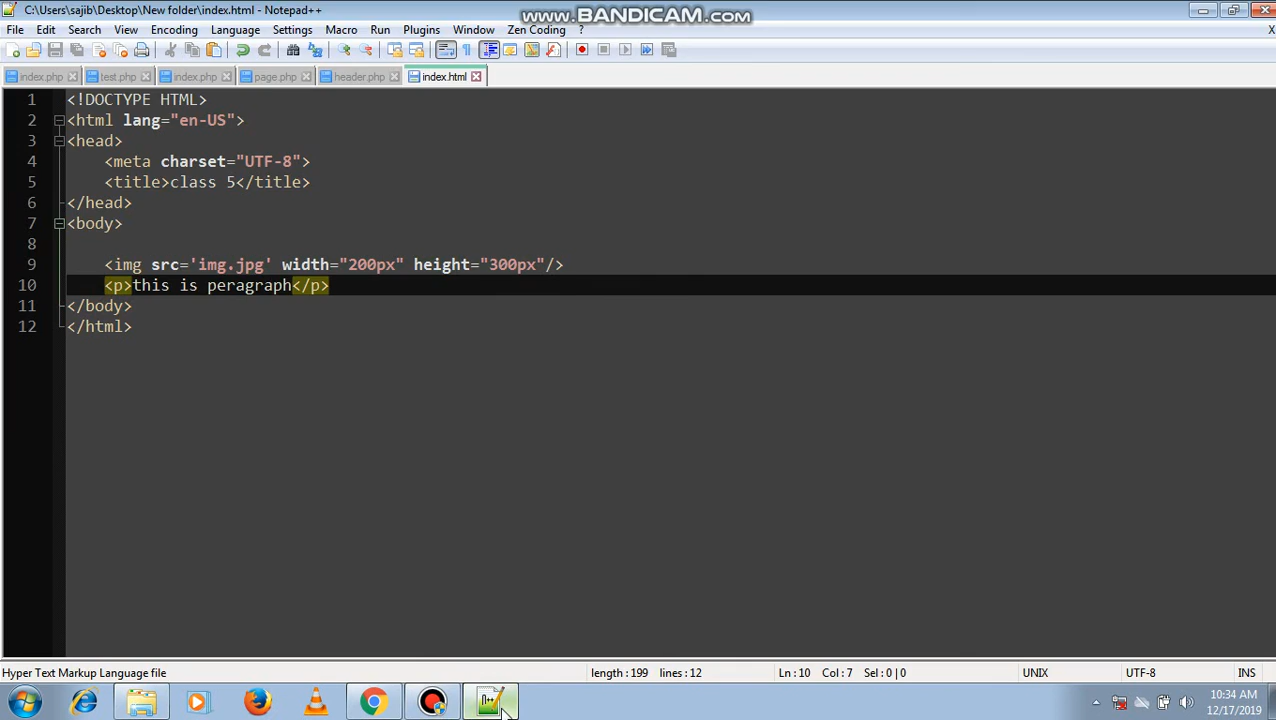 C:\Users\sajib\Desktop\New folder\index.html - Notepad++
www.BANDICAM.com
File Edit Search View Encoding Language Settings Macro Run Plugins Window Zen Coding ? X
index.php test.php index.php page.php header.php index.html
1 <!DOCTYPE HTML>
2 <html lang="en-US">
3 <head>
4 <meta charset="UTF-8">
5 <title>class 5</title>
6 </head>
7 <body>
8
9 <img src='img.jpg' width="200px" height="300px"/>
10 <p>this is peragraph</p>
11 </body>
12 </html>
Hyper Text Markup Language file length : 199 lines : 12 Ln : 10 Col : 7 Sel : 0 | 0 UNIX UTF-8 INS
10:34 AM
12/17/2019